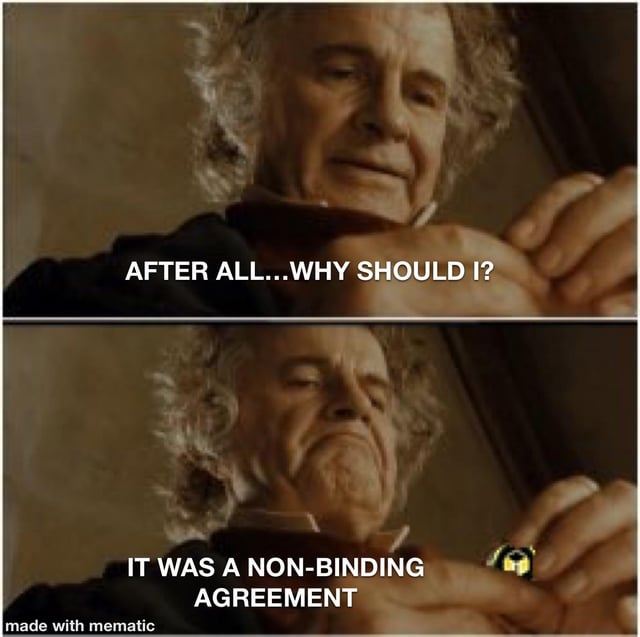 AFTER ALL...WHY SHOULD I?
IT WAS A NON-BINDING
AGREEMENT
made with mematic